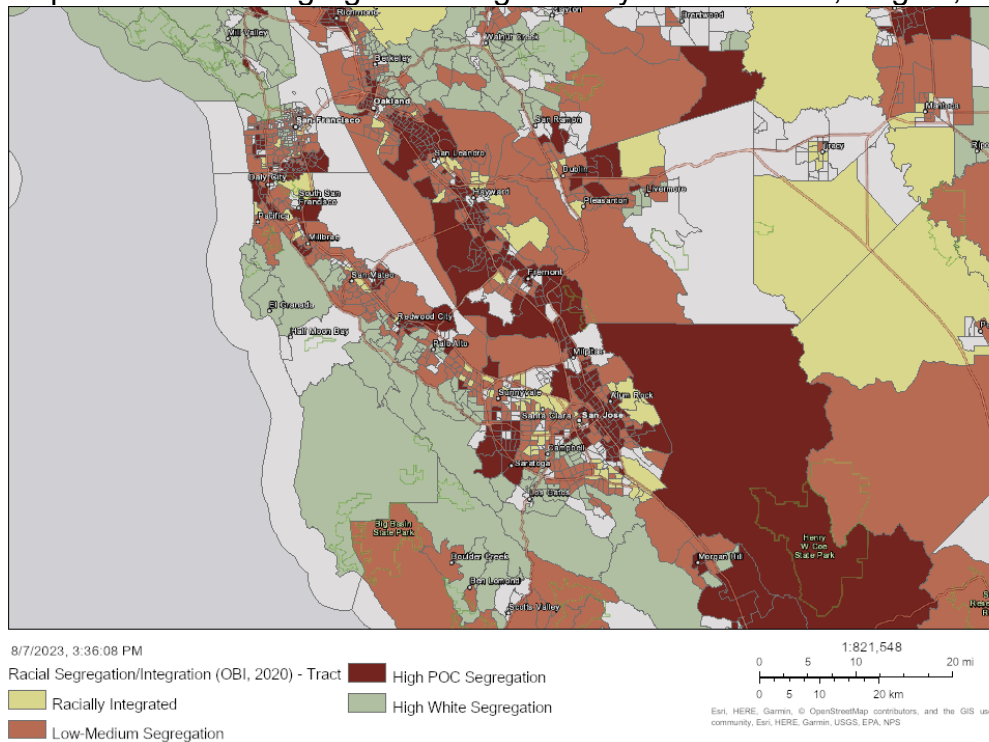 Richmond
Clayton
Brentwood
Mill Valley
Walnut Creek
Berkeley
Oakland
Manteca
San Francisco
San Ramon
Tracy
San Leandro
Dublin
Daly City
Hayward
Livermore
South San
Francisco
Pleasanton
Pacifica
Millbrae
San Mateo
Fremont
El Granada
Redwood City
Half Moon Bay
Palo Alto
Milpitas
Sunnyvale
Alum Rock
Santa Clara
San Jose
Campbell
Saratoga
Los Gatos
Big Basin
State Park
Henry
W Coe
State Park
Boulder Creek
Morgan Hill
Ben Lomond
Scotts Valley
8/7/2023, 3:36:08 PM
Racial Segregation/Integration (OBI, 2020) - Tract
Racially Integrated
Low-Medium Segregation
High POC Segregation
High White Segregation
1:821,548
0 5 10 20 mi
0 5 10 20 km
Esri, HERE, Garmin, © OpenStreetMap contributors, and the GIS
community, Esri, HERE, Garmin, USGS, EPA, NPS